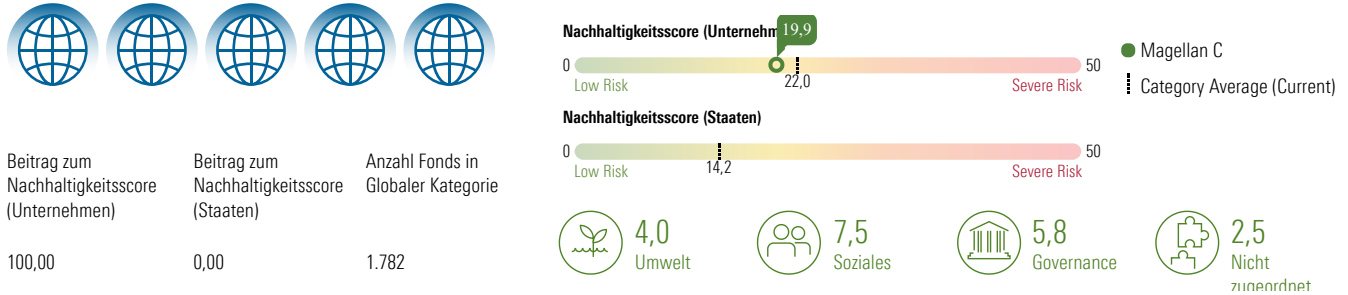 Beitrag zum
Nachhaltigkeitsscore
(Unternehmen)
100,00
Beitrag zum
Nachhaltigkeitsscore
(Staaten)
0,00
Anzahl Fonds in
Globaler Kategorie
1.782
Nachhaltigkeitsscore (Unternehm
19,9
0
50
Low Risk
22,0
Severe Risk
Nachhaltigkeitsscore (Staaten)
0
50
Low Risk
14,2
Severe Risk
Magellan C
Category Average (Current)
4,0
Umwelt
7,5
Soziales
5,8
Governance
2,5
Nicht
zugeordnet